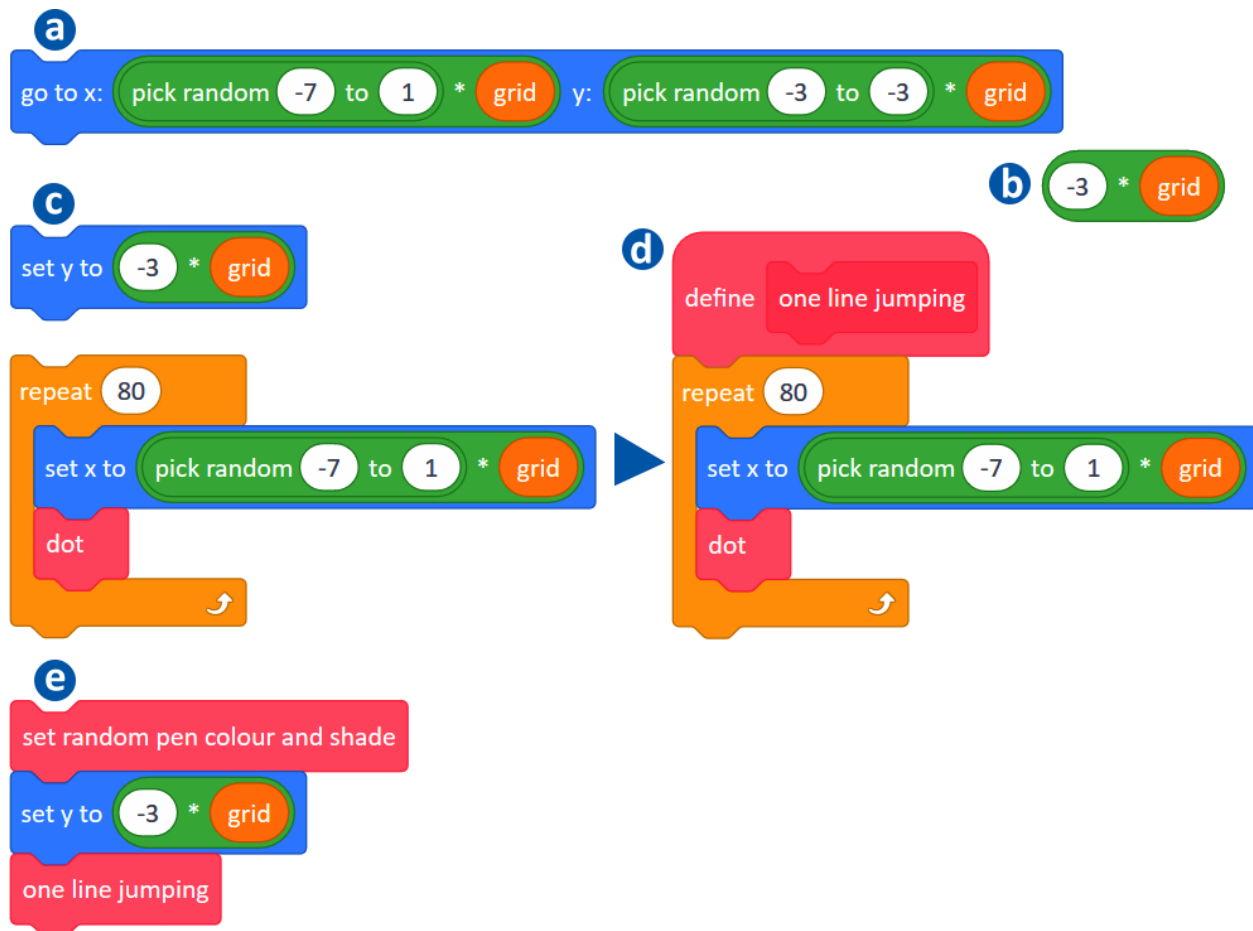 a
go to x: pick random -7 to 1 * grid y: pick random -3 to -3 * grid
b -3 * grid
c
set y to -3 * grid
repeat 80
set x to pick random -7 to 1 * grid
dot
d
define one line jumping
repeat 80
set x to pick random -7 to 1 * grid
dot
e
set random pen colour and shade
set y to -3 * grid
one line jumping